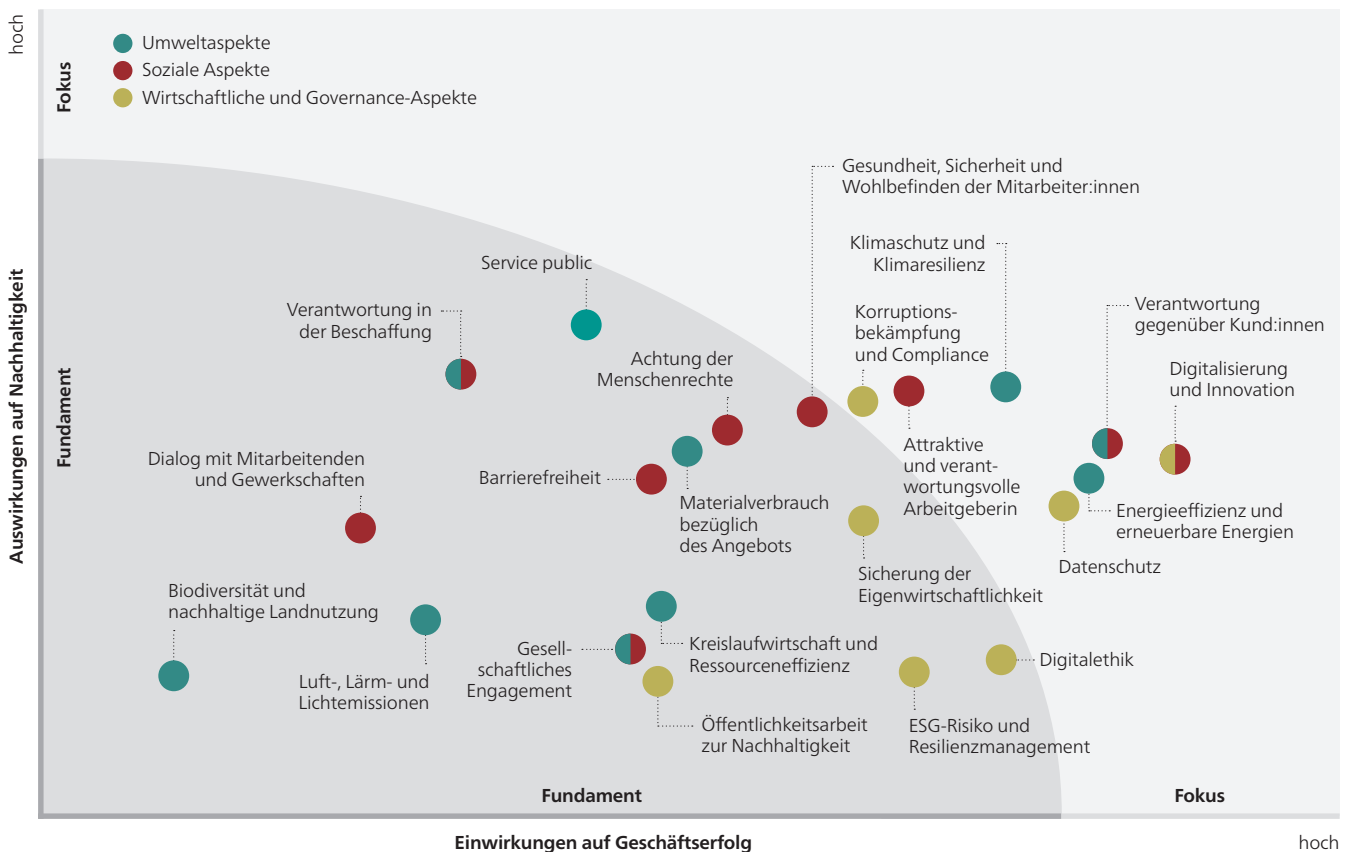 hoch
Fokus
Fundament
Auswirkungen auf Nachhaltigkeit
Umweltaspekte
Soziale Aspekte
Wirtschaftliche und Governance-Aspekte
Gesundheit, Sicherheit und
Wohlbefinden der Mitarbeiter:innen
Klimaschutz und
Klimaresilienz
Service public
Verantwortung in
der Beschaffung
Korruptions-
bekämpfung
und Compliance
Verantwortung
gegenüber Kund:innen
Achtung der
Menschenrechte
Digitalisierung
und Innovation
Dialog mit Mitarbeitenden
und Gewerkschaften
Barrierefreiheit
Materialverbrauch
bezüglich
des Angebots
Attraktive
und verant-
wortungsvolle
Arbeitgeberin
Energieeffizienz und
erneuerbare Energien
Datenschutz
Sicherung der
Eigenwirtschaftlichkeit
Biodiversität und
nachhaltige Landnutzung
Luft-, Lärm- und
Lichtemissionen
Gesell-
schaftliches
Engagement
Kreislaufwirtschaft und
Ressourceneffizienz
Digitalethik
Öffentlichkeitsarbeit
zur Nachhaltigkeit
ESG-Risiko und
Resilienzmanagement
Fundament
Fokus
Einwirkungen auf Geschäftserfolg
hoch